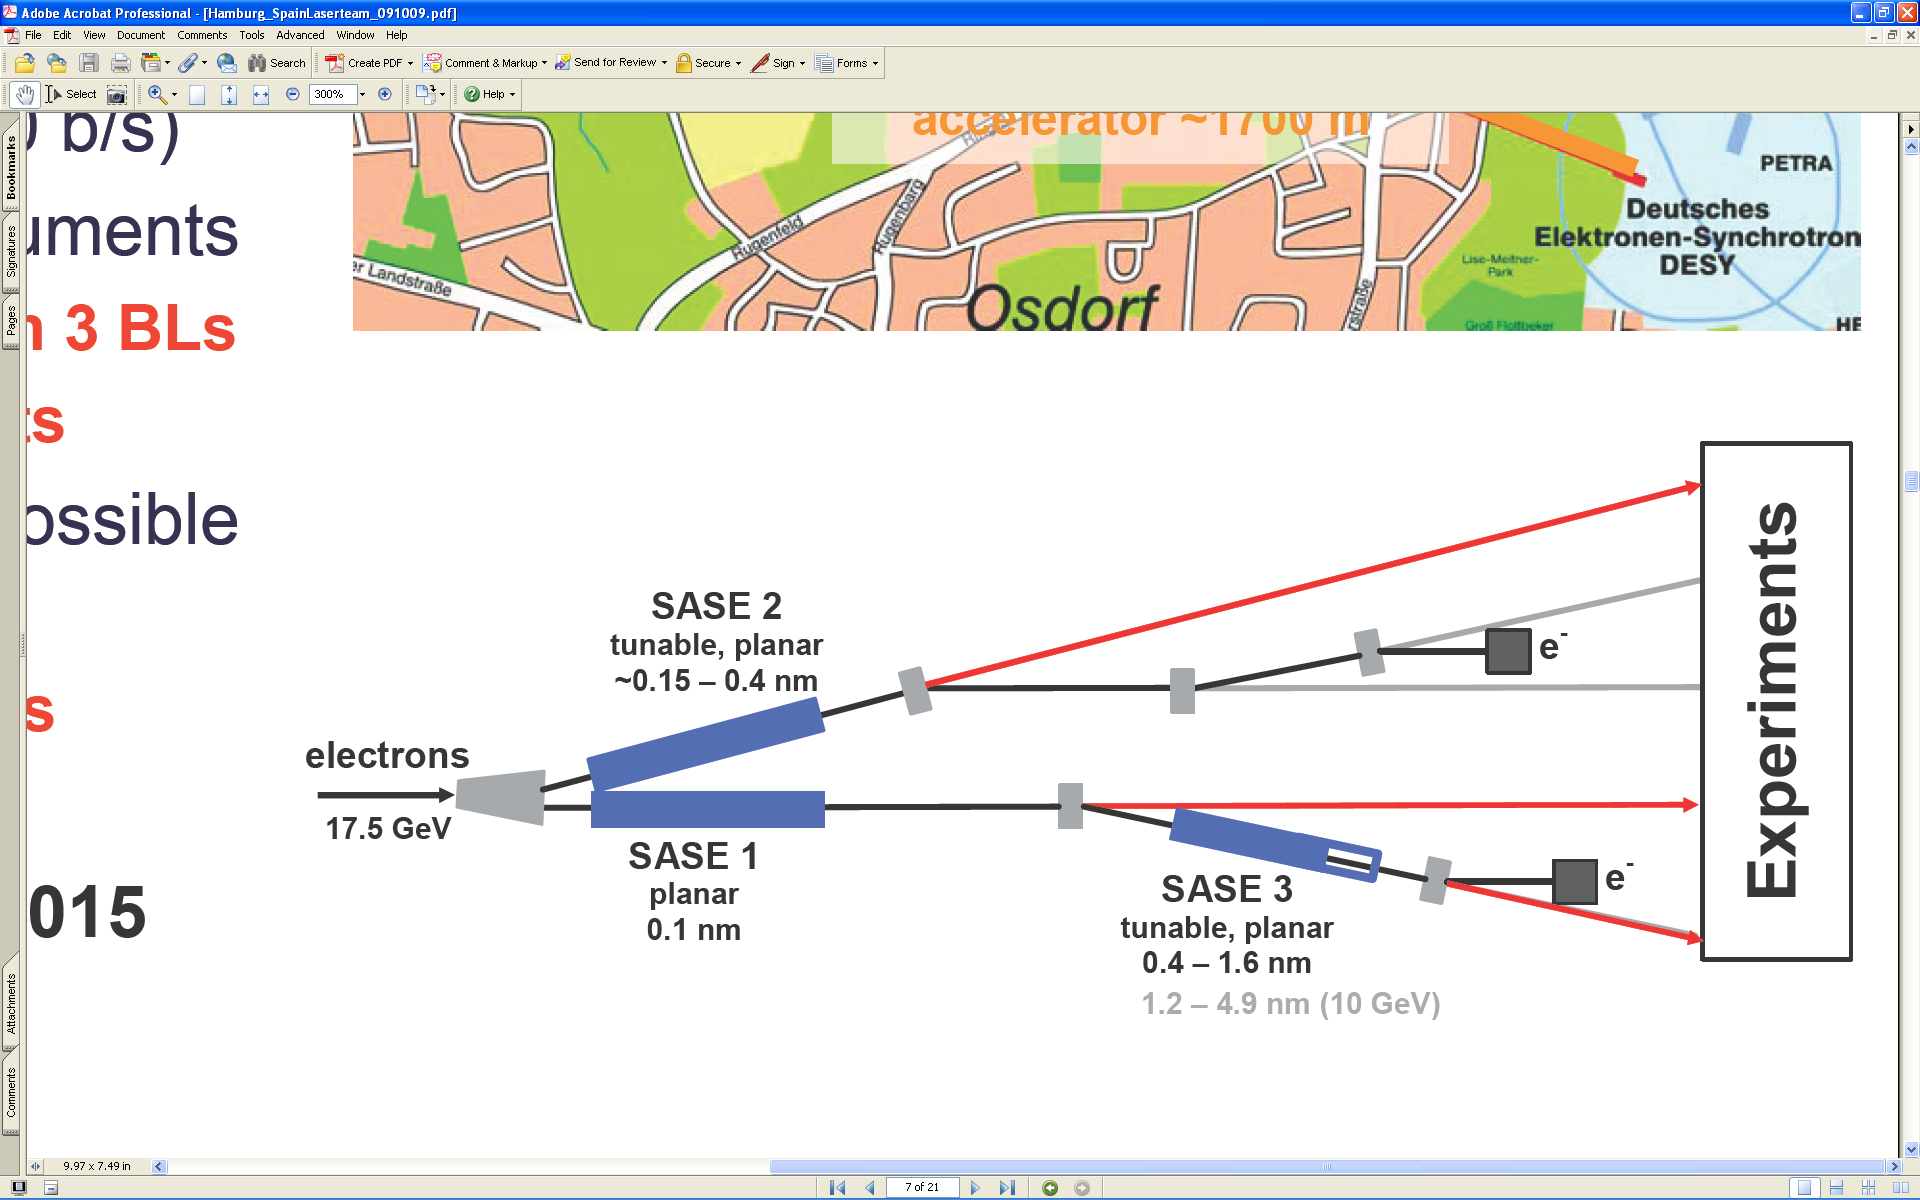 Adobe Acrobat Professional - [Hamburg_SpainLaserteam_091009.pdf]
File Edit View Document Comments Tools Advanced Window Help
Search Create PDF Comment & Markup Send for Review Secure Sign Forms
Select 300% Help
Bookmarks
Signatures
Pages
Attachments
Comments
b/s)
uments
3 BLs
ts
ossible
s
015
accelerator ~1700 m
PETRA
Deutsches
Elektronen-Synchrotron
DESY
Lise-Meitner-
Park
Groß Flottbeker
HE
Rugenfeld
Rugenbarg
er Landstraße
rstraße
Osdorf
SASE 2
tunable, planar
~0.15 – 0.4 nm
electrons
17.5 GeV
SASE 1
planar
0.1 nm
e-
SASE 3
tunable, planar
0.4 – 1.6 nm
1.2 – 4.9 nm (10 GeV)
e-
Experiments
9.97 x 7.49 in
7 of 21